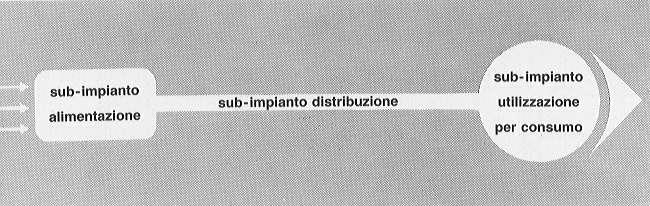 sub-impianto
alimentazione
sub-impianto distribuzione
sub-impianto
utilizzazione
per consumo